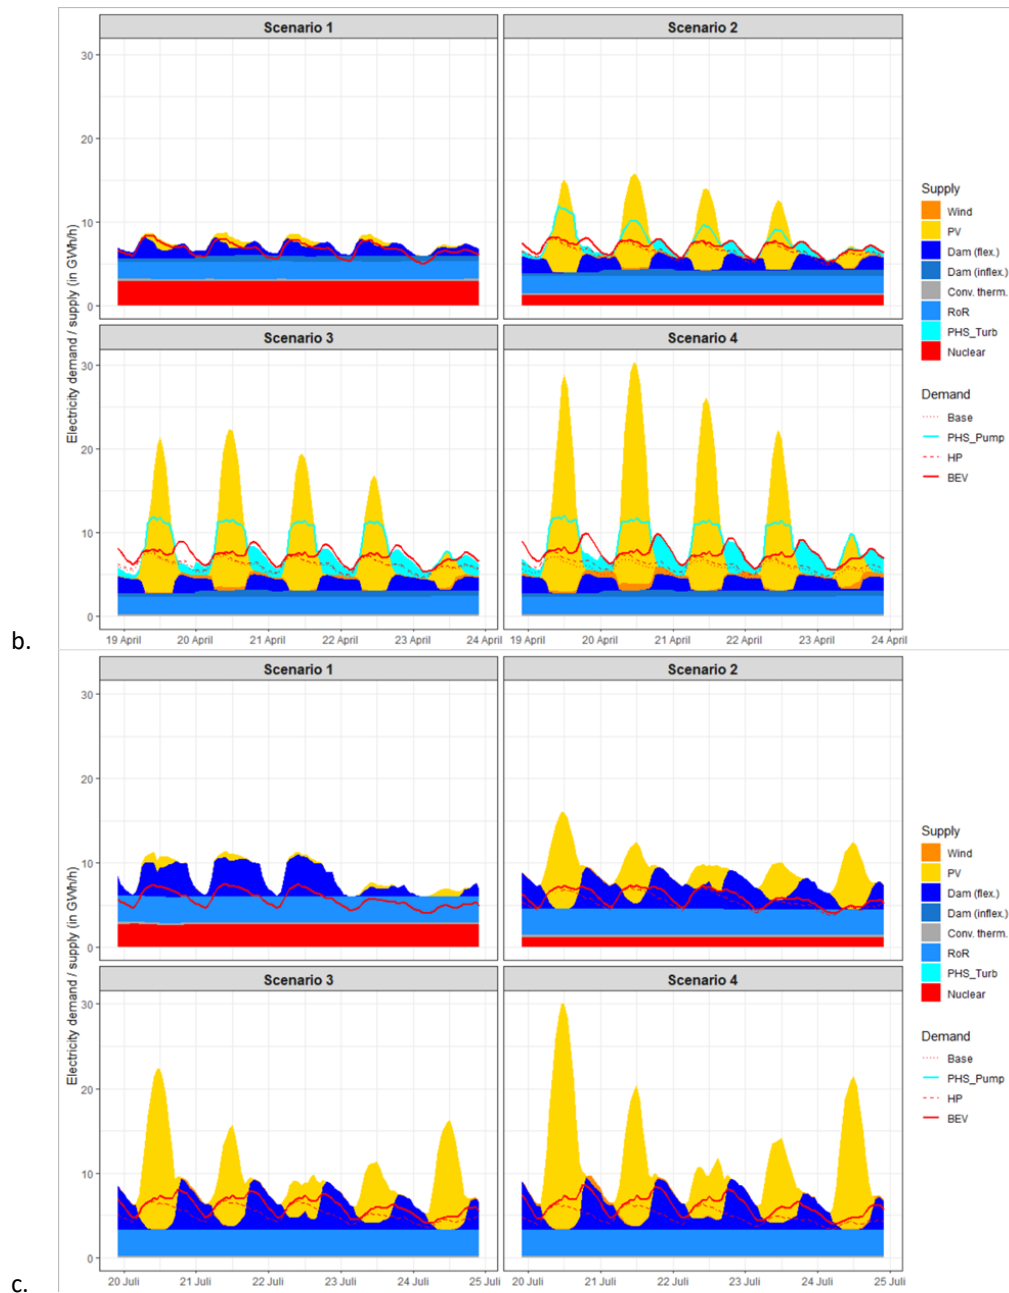 Scenario 1
Scenario 2
30
20
10
0
Scenario 3
Scenario 4
30
20
10
0
Electricity demand / supply (in GWh/h)
19 April
20 April
21 April
22 April
23 April
24 April
19 April
20 April
21 April
22 April
23 April
24 April
Supply
Wind
PV
Dam (flex.)
Dam (inflex.)
Conv. therm.
RoR
PHS_Turb
Nuclear
Demand
Base
PHS_Pump
HP
BEV
b.
Scenario 1
Scenario 2
30
20
10
0
Scenario 3
Scenario 4
30
20
10
0
Electricity demand / supply (in GWh/h)
20 Juli
21 Juli
22 Juli
23 Juli
24 Juli
25 Juli
20 Juli
21 Juli
22 Juli
23 Juli
24 Juli
25 Juli
Supply
Wind
PV
Dam (flex.)
Dam (inflex.)
Conv. therm.
RoR
PHS_Turb
Nuclear
Demand
Base
PHS_Pump
HP
BEV
c.